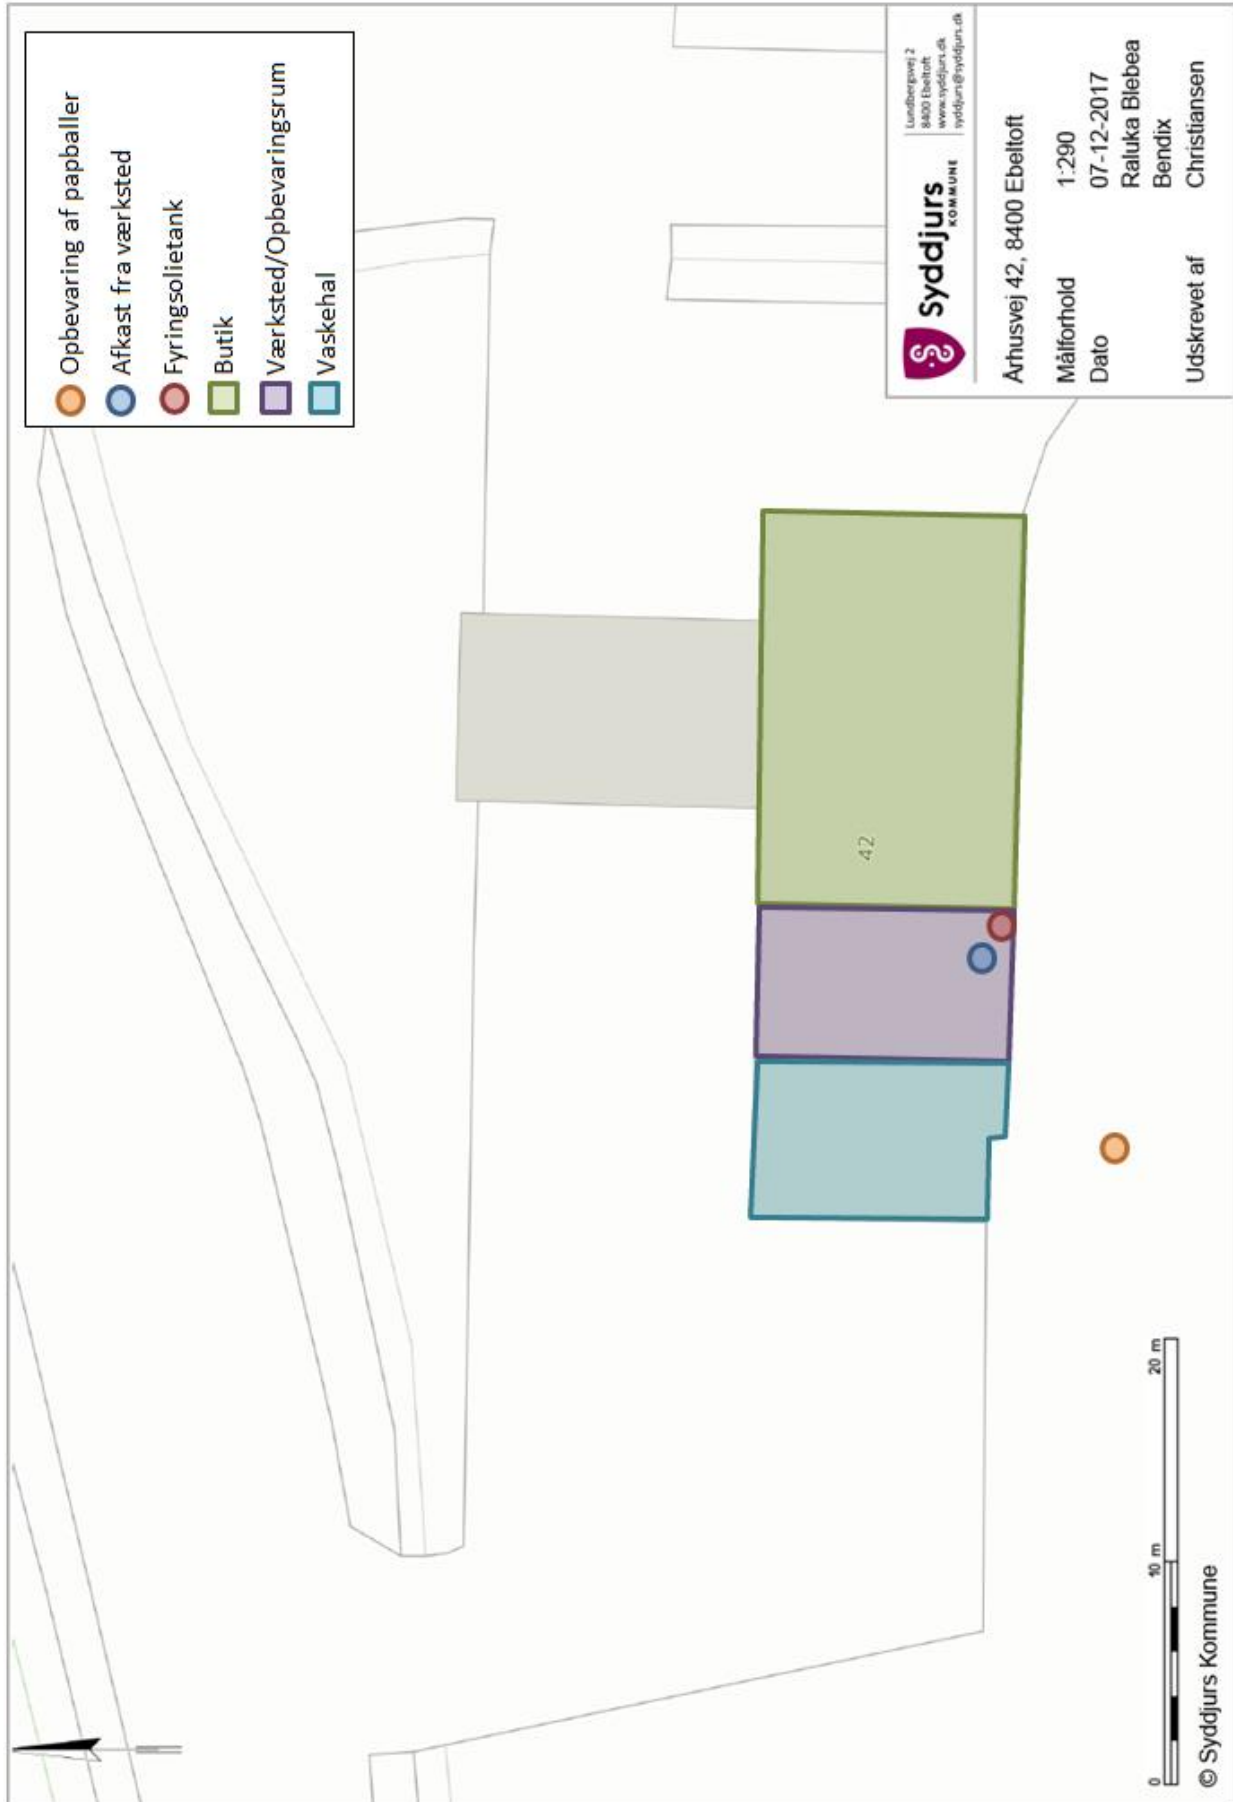 Opbevaring af papballer
Afkast fra værksted
Fyringsolietank
Butik
Værksted/Opbevaringsrum
Vaskehal
42
Syddjurs
KOMMUNE
Lundbergsvej 2
8400 Ebeltoft
www.syddjurs.dk
syddjurs@syddjurs.dk
Århusvej 42, 8400 Ebeltoft
Målforhold 1:290
Dato 07-12-2017
Raluka Blebea
Bendix
Udskrevet af Christiansen
0 10 m 20 m
© Syddjurs Kommune